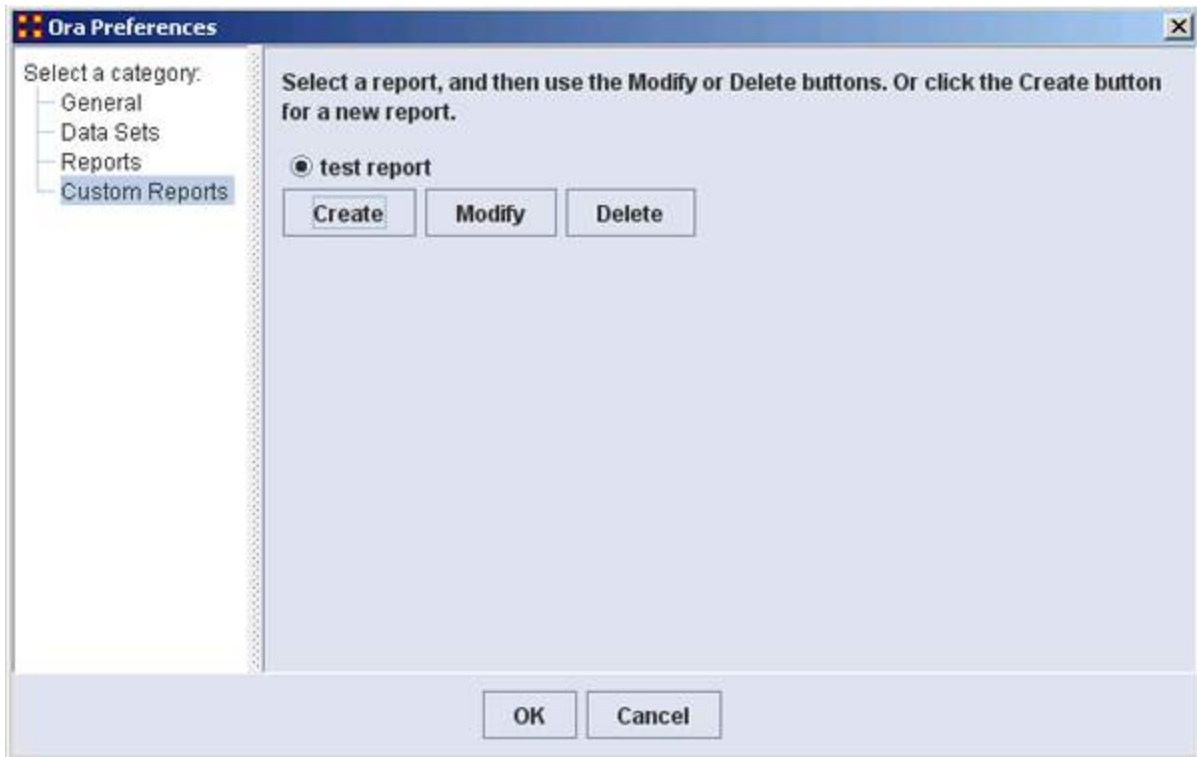 Ora Preferences
Select a category:
General
Data Sets
Reports
Custom Reports
Select a report, and then use the Modify or Delete buttons. Or click the Create button
for a new report.
test report
Create Modify Delete
OK Cancel